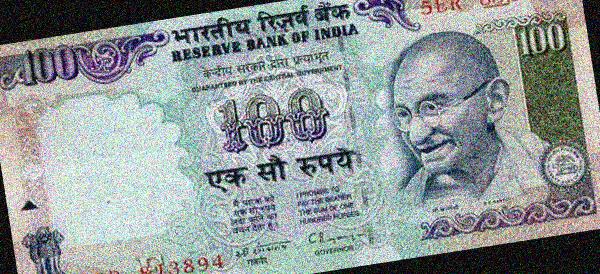 5ER
100
भारतीय रिज़र्व बैंक
RESERVE BANK OF INDIA
100
केन्द्रीय सरकार द्वारा प्रत्याभूत
GUARANTEED BY THE CENTRAL GOVERNMENT
100
एक सौ रुपये
I PROMISE TO
PAY THE BEARER
THE SUM OF ONE
HUNDRED RUPEES
GOVERNOR
813894